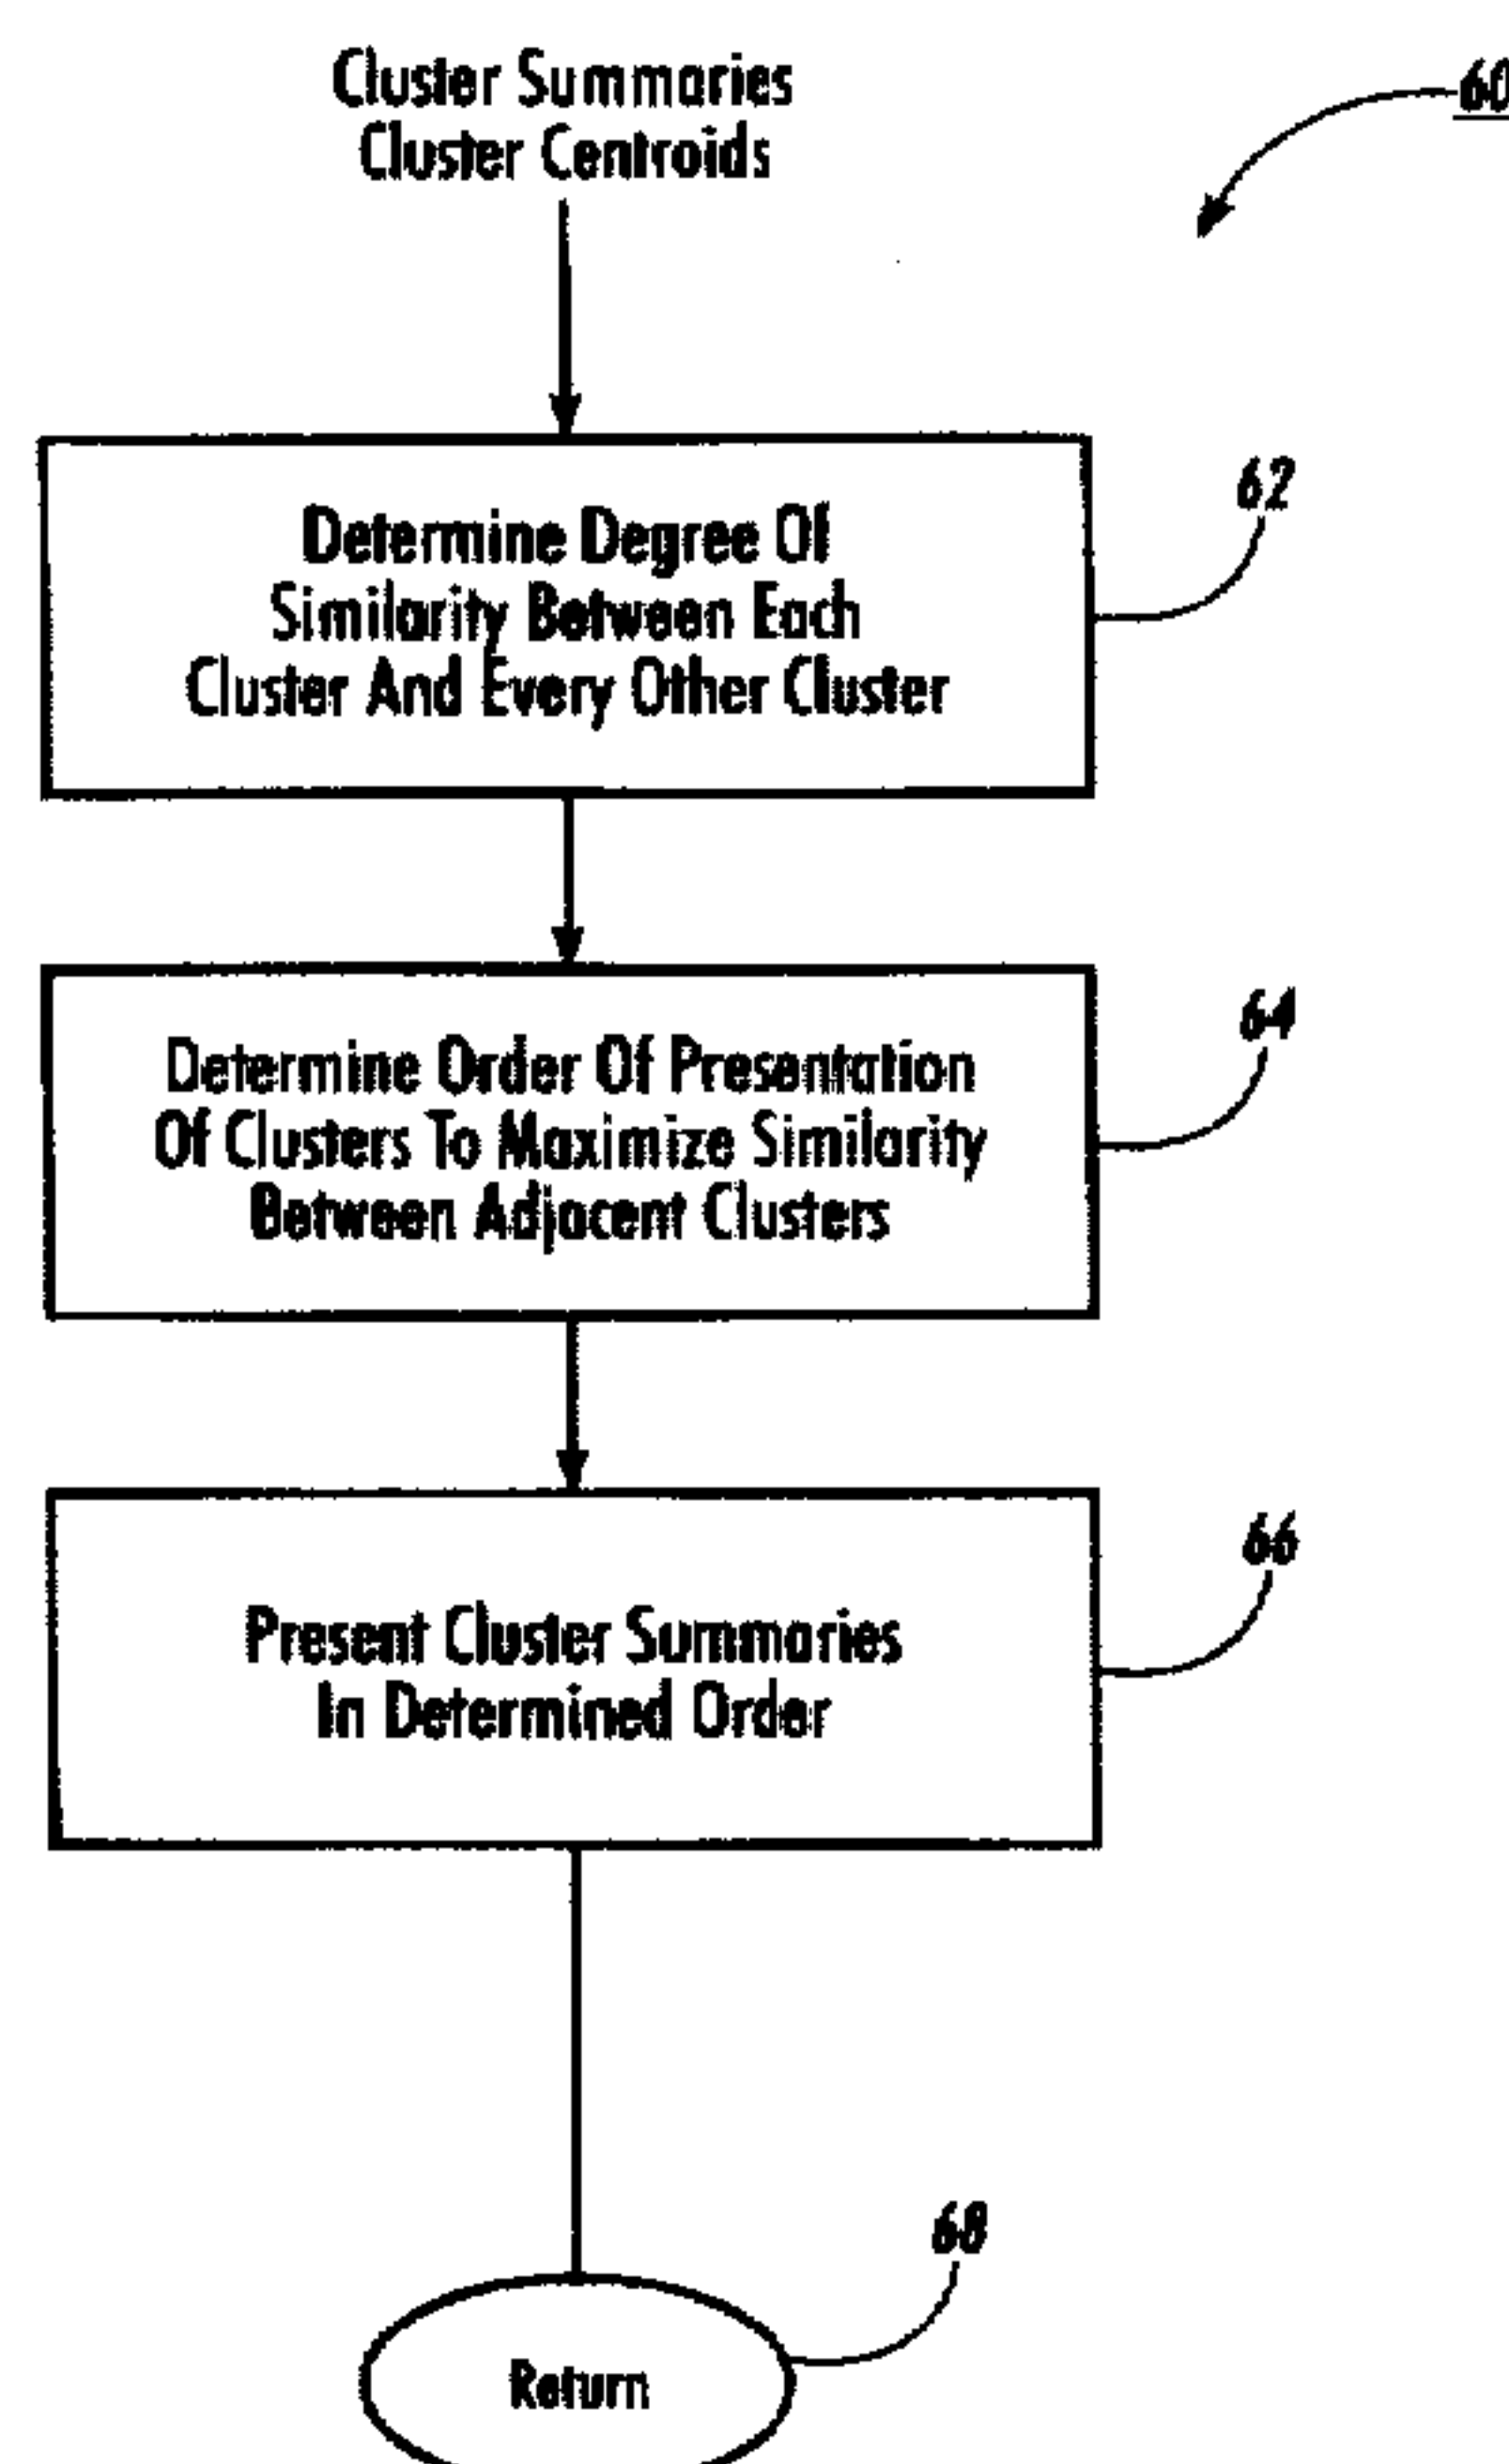 Cluster Summaries
Cluster Centroids
60
Determine Degree Of
Similarity Between Each
Cluster And Every Other Cluster
62
Determine Order Of Presentation
Of Clusters To Maximize Similarity
Between Adjacent Clusters
64
Present Cluster Summaries
In Determined Order
66
68
Return